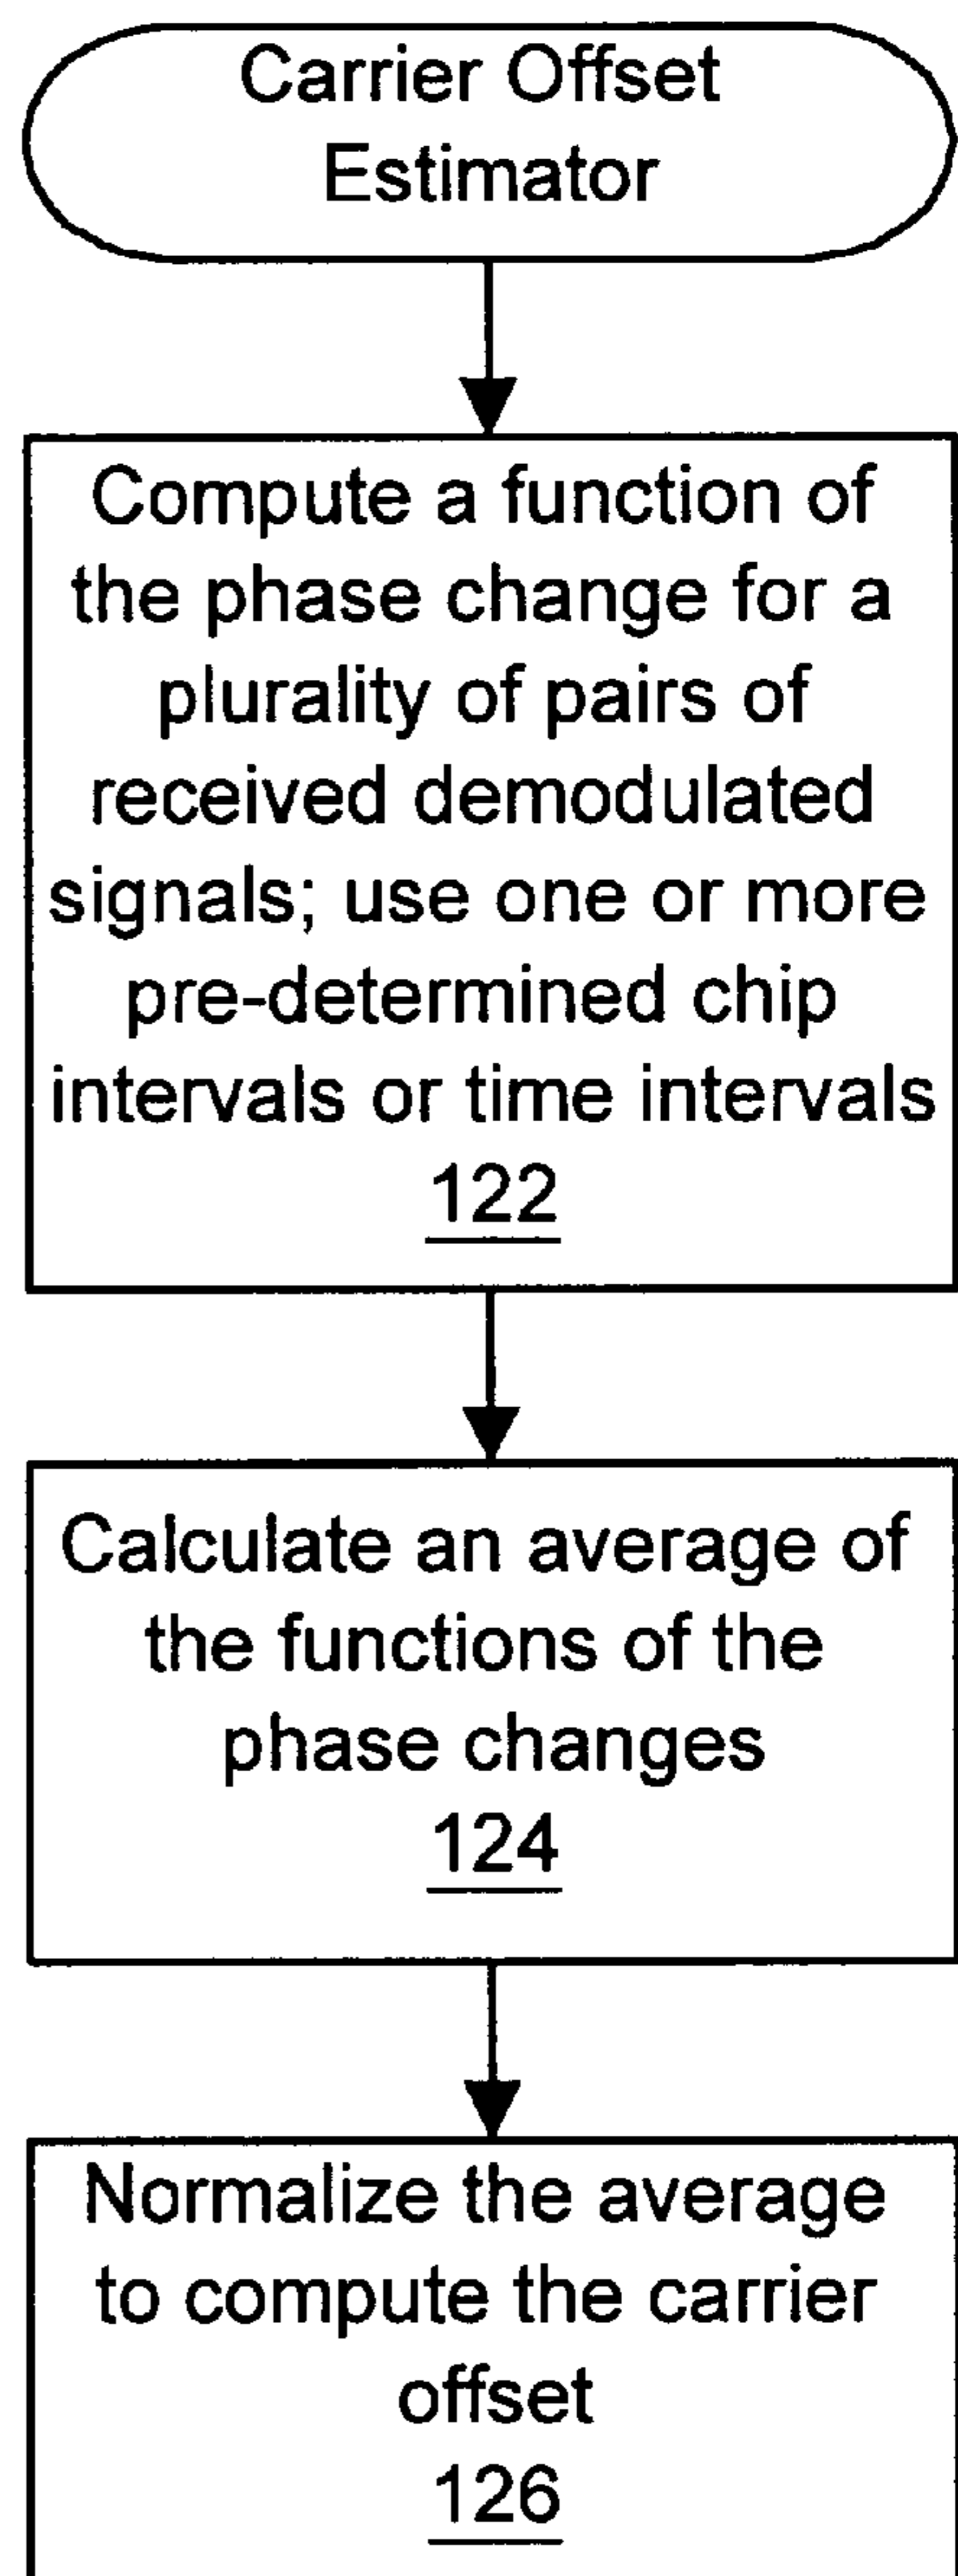 Carrier Offset
Estimator
Compute a function of
the phase change for a
plurality of pairs of
received demodulated
signals; use one or more
pre-determined chip
intervals or time intervals
122
Calculate an average of
the functions of the
phase changes
124
Normalize the average
to compute the carrier
offset
126